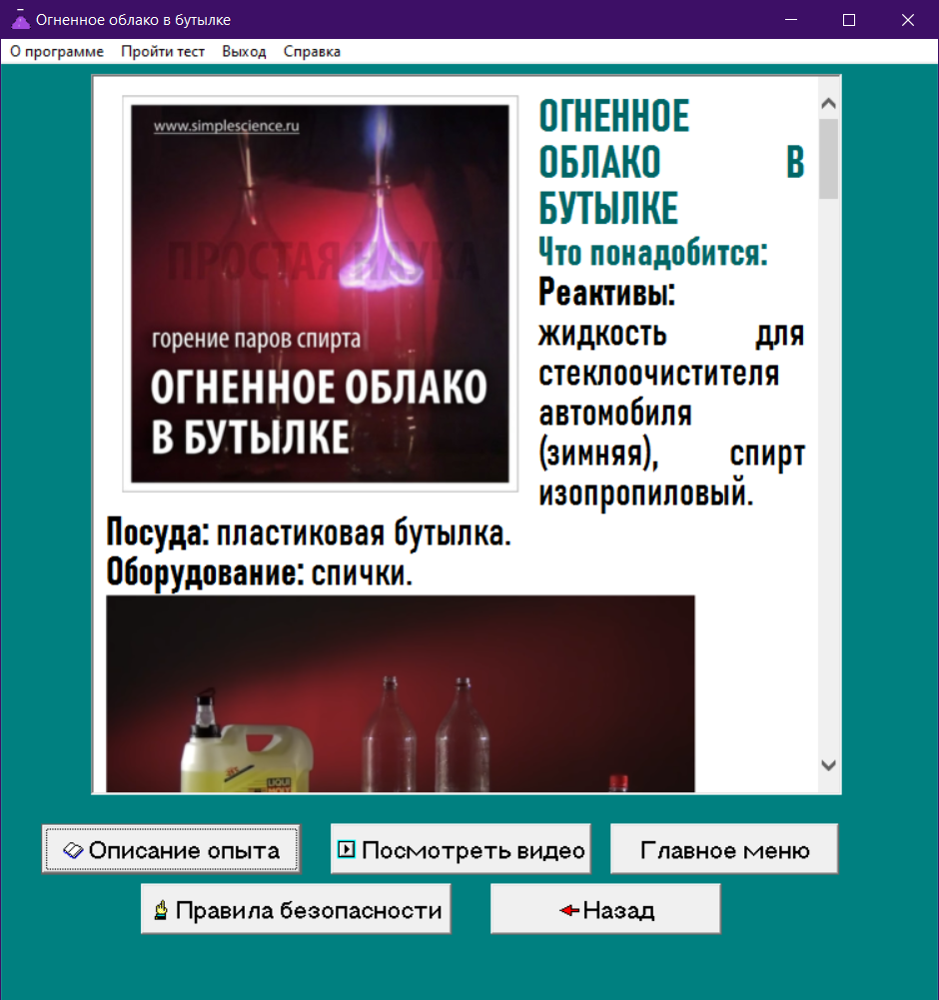 Огненное облако в бутылке
О программе Пройти тест Выход Справка
www.simplescience.ru
ПРОСТАЯ НАУКА
горение паров спирта
ОГНЕННОЕ ОБЛАКО
В БУТЫЛКЕ
ОГНЕННОЕ
ОБЛАКО В
БУТЫЛКЕ
Что понадобится:
Реактивы:
жидкость для
стеклоочистителя
автомобиля
(зимняя), спирт
изопропиловый.
Посуда: пластиковая бутылка.
Оборудование: спички.
LIQUI
MOLY
Описание опыта Посмотреть видео Главное меню
Правила безопасности Назад